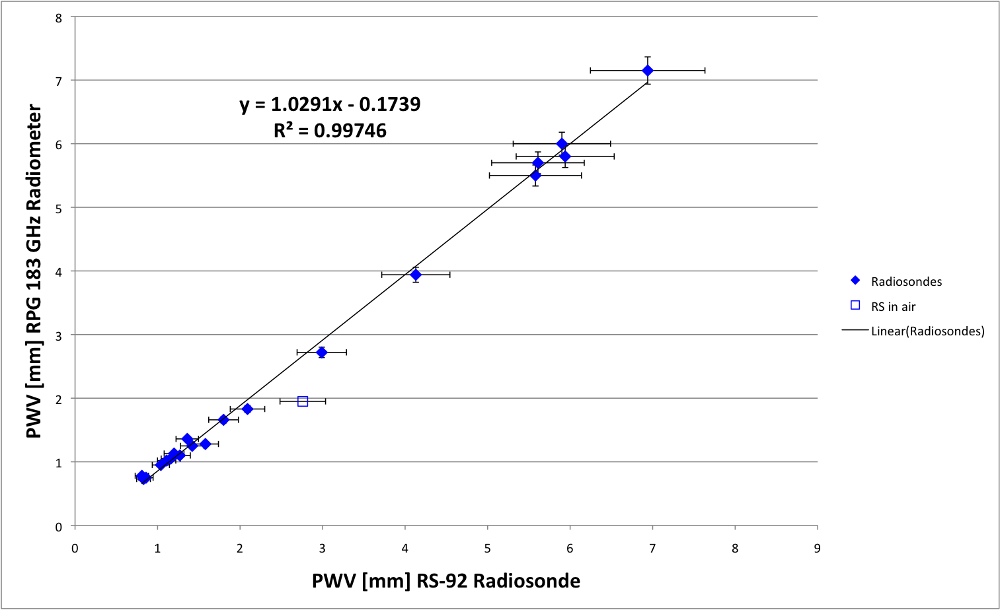 8
7
6
5
4
3
2
1
0
PWV [mm] RPG 183 GHz Radiometer
y = 1.0291x - 0.1739
R² = 0.99746
0 1 2 3 4 5 6 7 8 9
PWV [mm] RS-92 Radiosonde
Radiosondes
RS in air
Linear(Radiosondes)